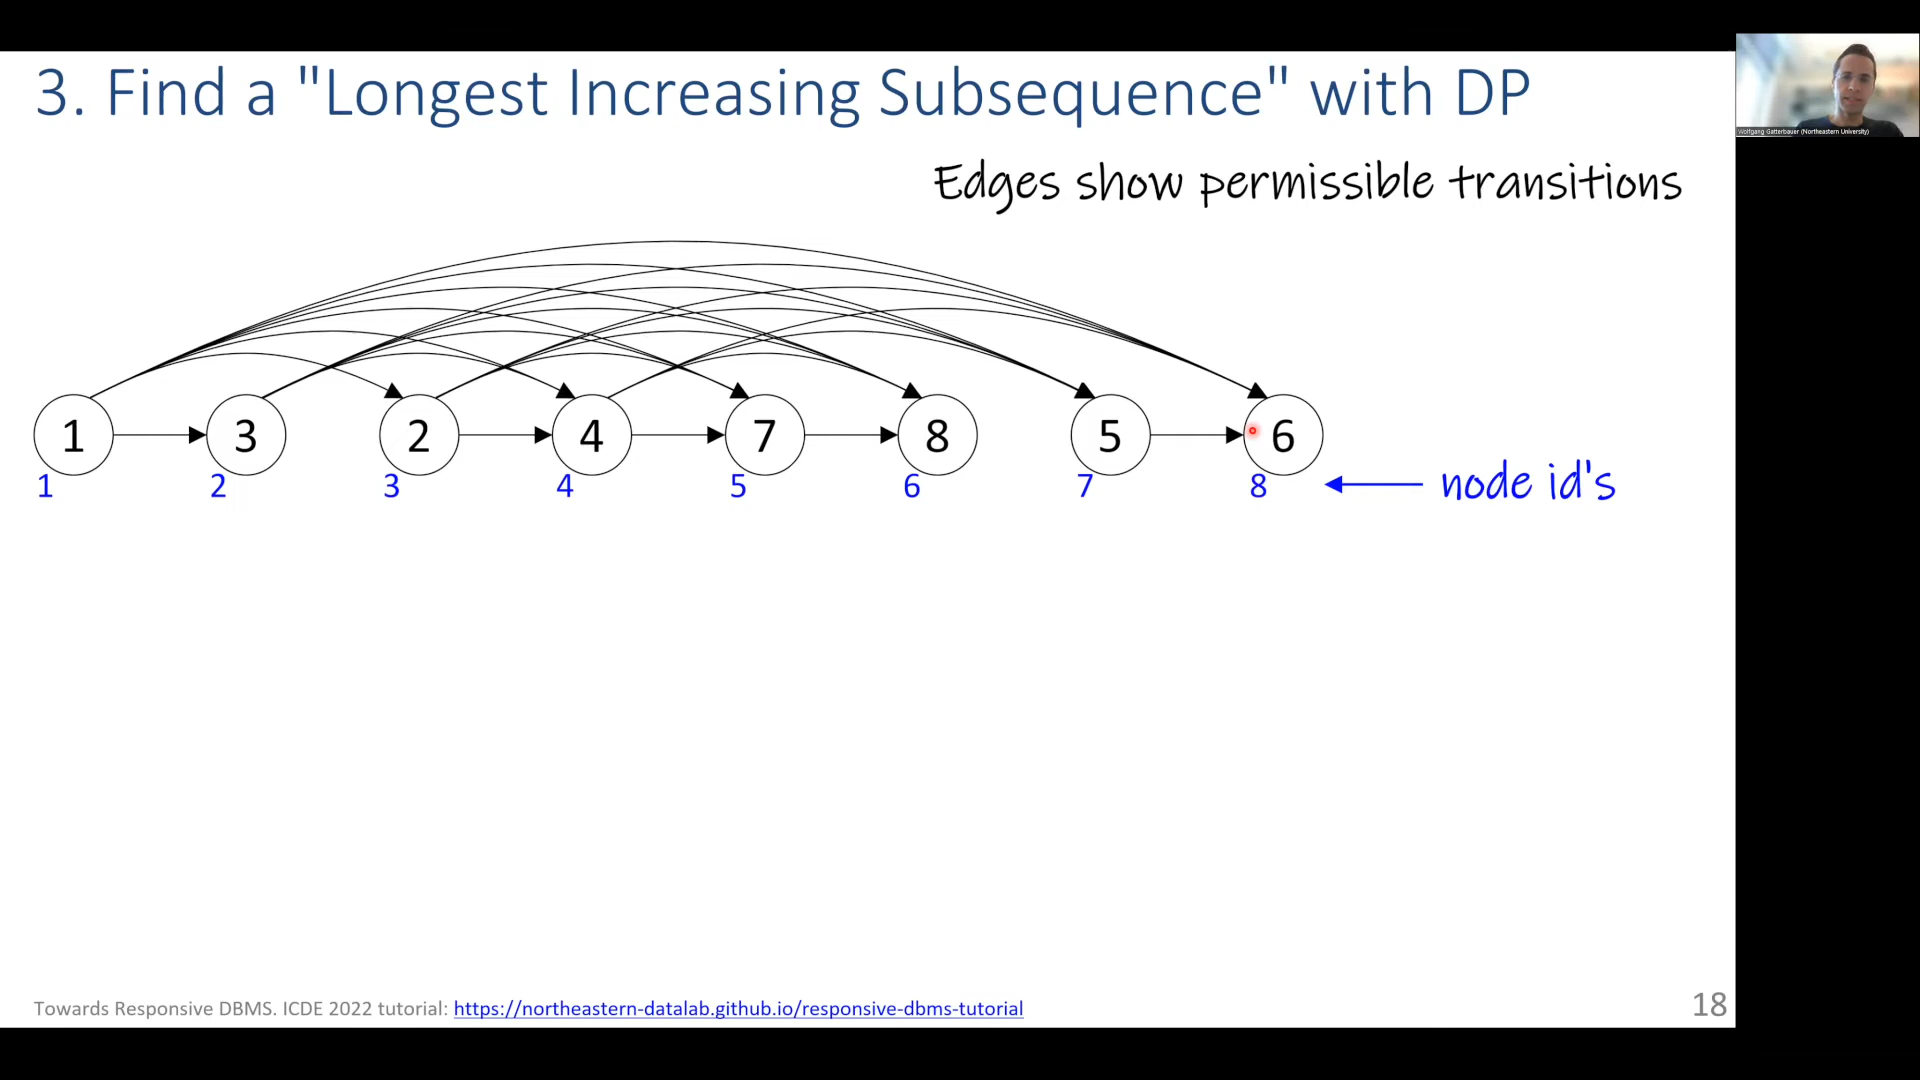 3. Find a "Longest Increasing Subsequence" with DP
Wolfgang Gatterbauer (Northeastern University)
Edges show permissible transitions
1 3 2 4 7 8 5 6
1 2 3 4 5 6 7 8 node id's
Towards Responsive DBMS. ICDE 2022 tutorial: https://northeastern-datalab.github.io/responsive-dbms-tutorial
18